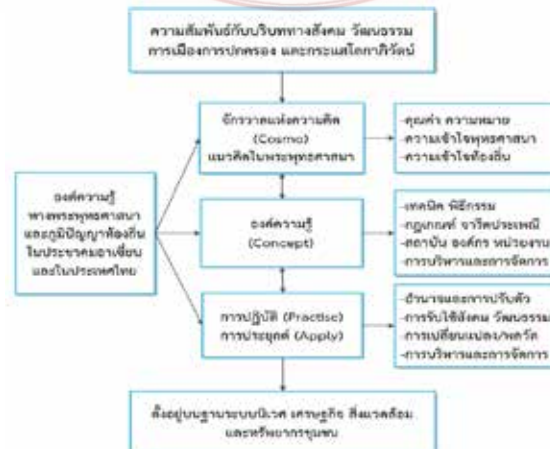 ความสัมพันธ์กับบริบททางสังคม วัฒนธรรม
การเมืองการปกครอง และกระแสโลกาภิวัตน์
จักรวาลแห่งความคิด
(Cosmo)
แนวคิดในพระพุทธศาสนา
-คุณค่า ความหมาย
-ความเข้าใจพุทธศาสนา
-ความเข้าใจท้องถิ่น
องค์ความรู้
ทางพระพุทธศาสนา
และภูมิปัญญาท้องถิ่น
ในประชาคมอาเซียน
และในประเทศไทย
องค์ความรู้
(Concept)
-เทคนิค พิธีกรรม
-กฎเกณฑ์ จารีตประเพณี
-สถาบัน องค์กร หน่วยงาน
-การบริหารและการจัดการ
การปฏิบัติ (Practise)
การประยุกต์ (Apply)
-อำนาจและการปรับตัว
-การรับใช้สังคม วัฒนธรรม
-การเปลี่ยนแปลง/พลวัต
-การบริหารและการจัดการ
ตั้งอยู่บนฐานระบบนิเวศ เศรษฐกิจ สิ่งแวดล้อม
และทรัพยากรชุมชน